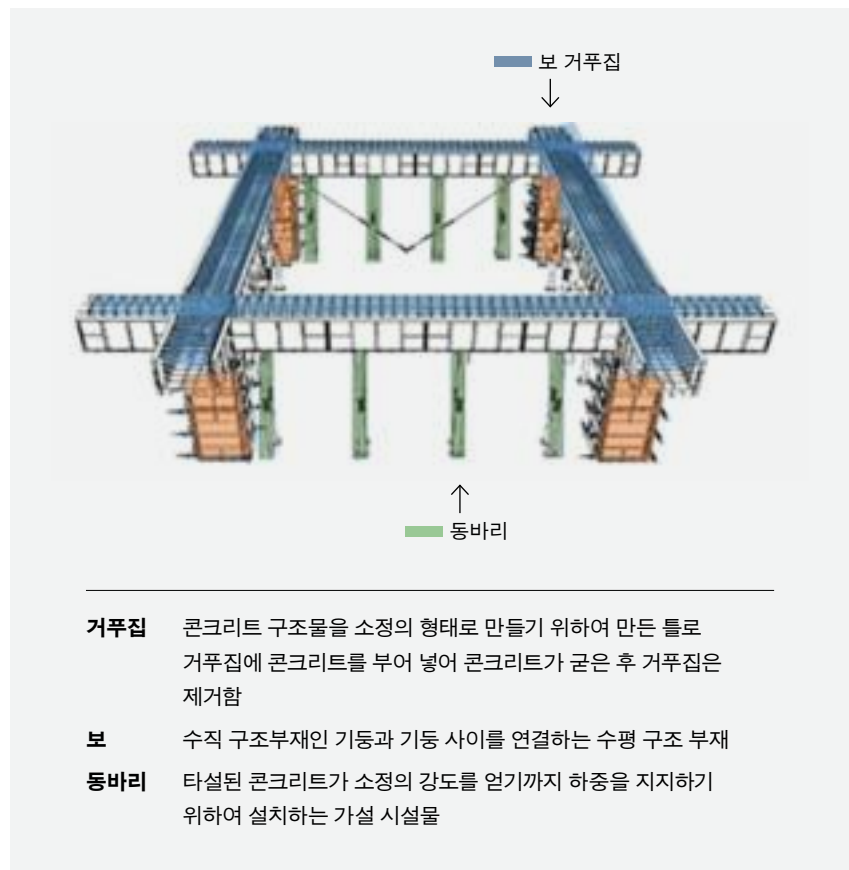 보 거푸집
동바리
거푸집 콘크리트 구조물을 소정의 형태로 만들기 위하여 만든 틀로
거푸집에 콘크리트를 부어 넣어 콘크리트가 굳은 후 거푸집은
제거함
보 수직 구조부재인 기둥과 기둥 사이를 연결하는 수평 구조 부재
동바리 타설된 콘크리트가 소정의 강도를 얻기까지 하중을 지지하기
위하여 설치하는 가설 시설물